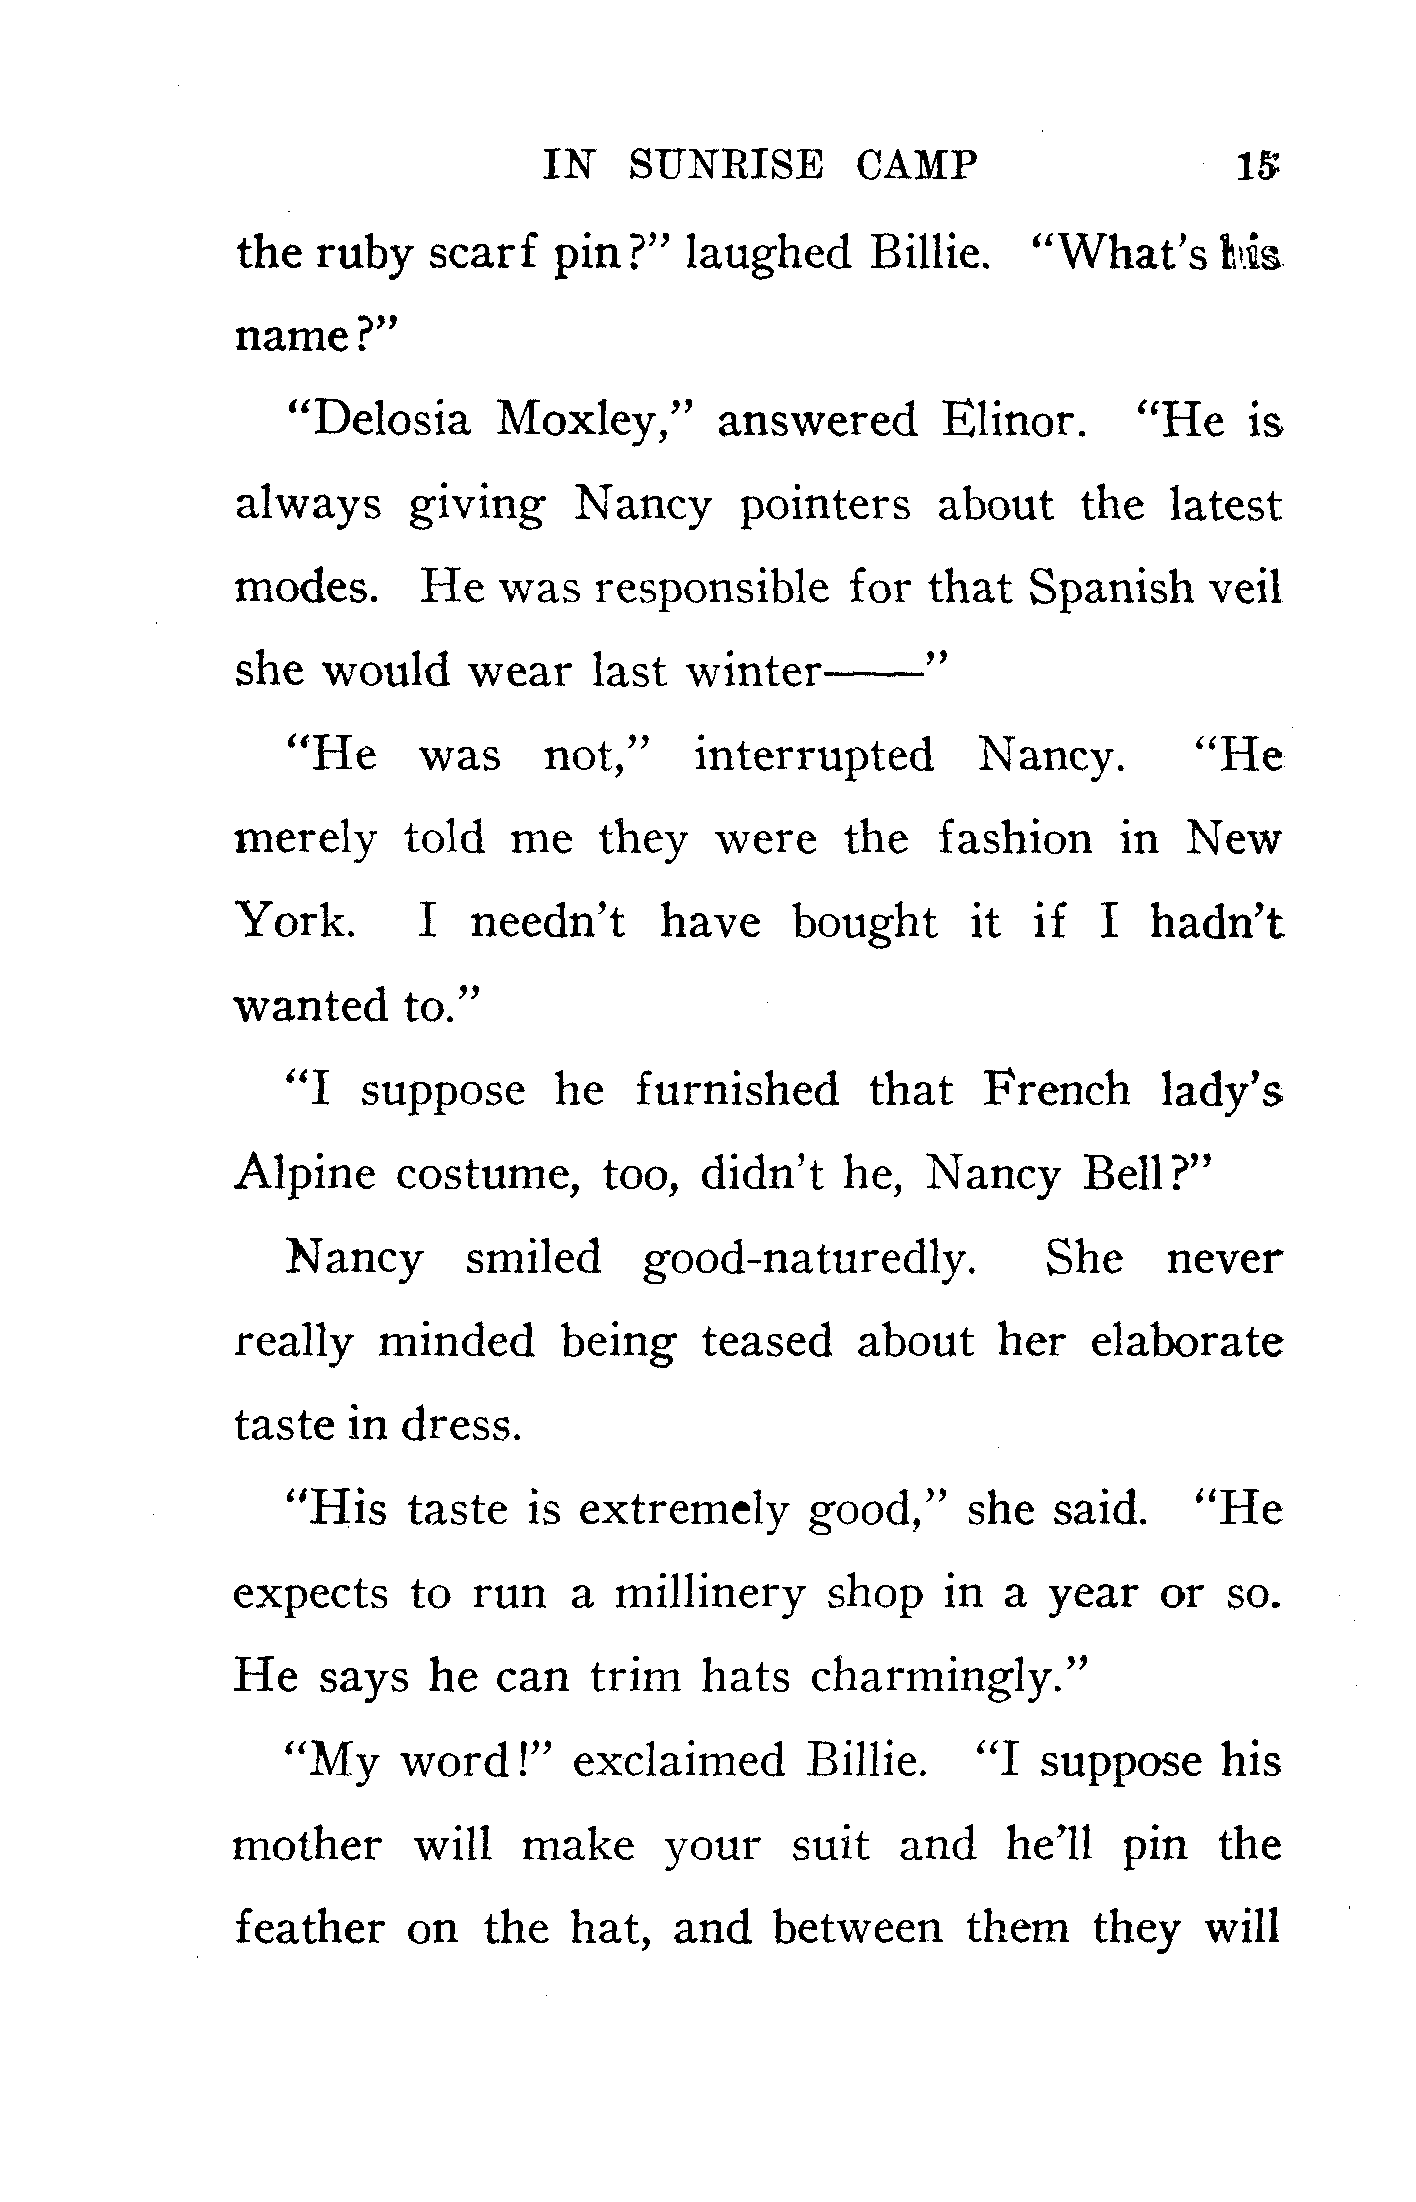 IN SUNRISE CAMP 15
the ruby scarf pin?” laughed Billie. “What's his
name?”
“Delosia Moxley,” answered Elinor. “He is
always giving Nancy pointers about the latest
modes. He was responsible for that Spanish veil
she would wear last winter——”
“He was not,” interrupted Nancy. “He
merely told me they were the fashion in New
York. I needn't have bought it if I hadn't
wanted to.”
“I suppose he furnished that French lady's
Alpine costume, too, didn't he, Nancy Bell?”
Nancy smiled good-naturedly. She never
really minded being teased about her elaborate
taste in dress.
“His taste is extremely good,” she said. “He
expects to run a millinery shop in a year or so.
He says he can trim hats charmingly.”
“My word!” exclaimed Billie. “I suppose his
mother will make your suit and he'll pin the
feather on the hat, and between them they will